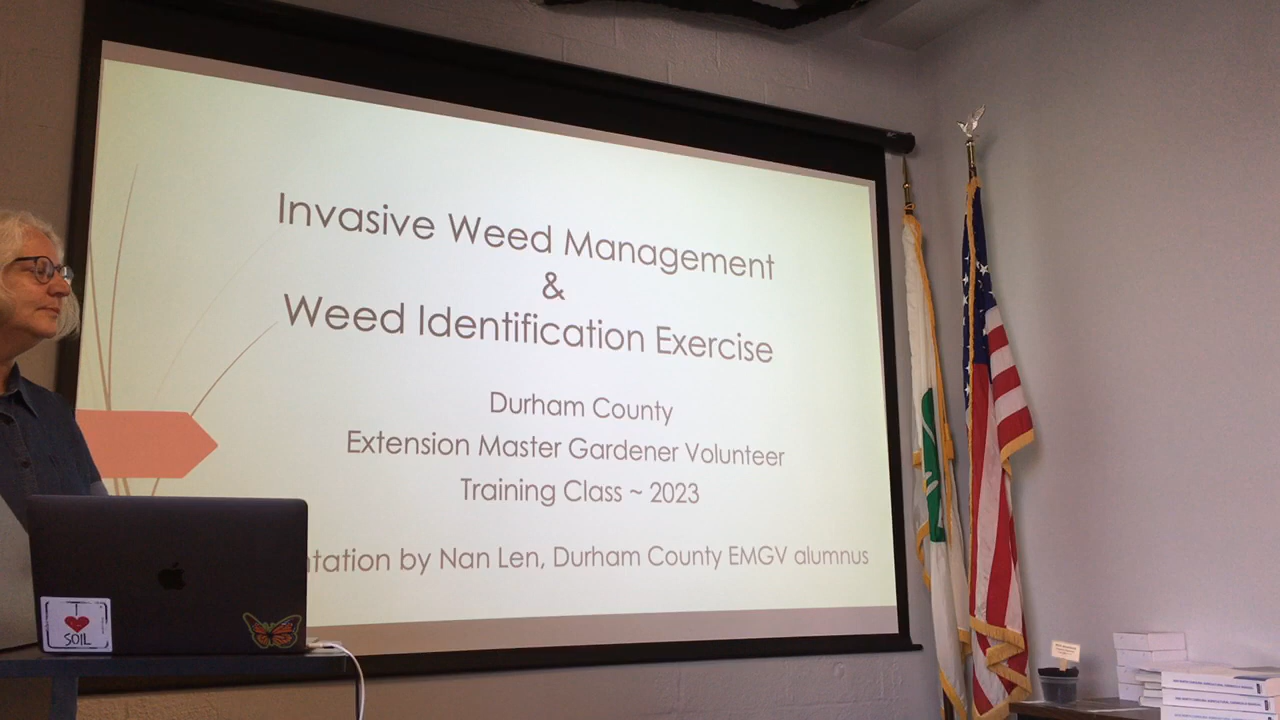 Invasive Weed Management
&
Weed Identification Exercise
Durham County
Extension Master Gardener Volunteer
Training Class ~ 2023
ntation by Nan Len, Durham County EMGV alumnus
I
SOIL